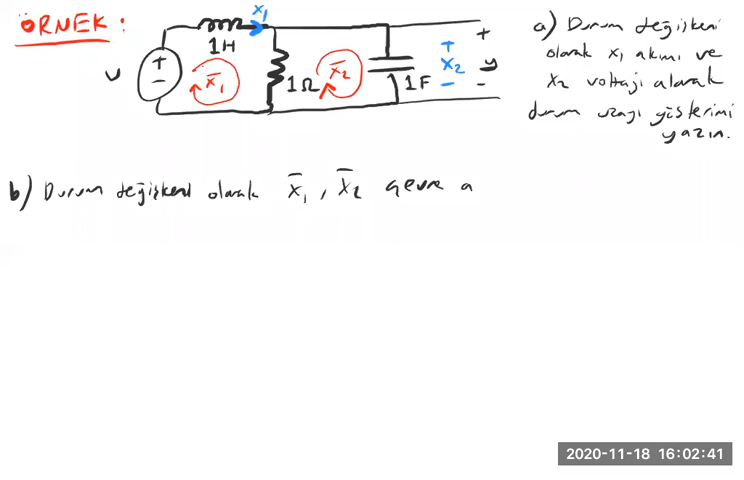 ÖRNEK:
x₁
1H
+
-
u
x̄₁
1Ω
x̄₂
1F
+
x₂
-
+
y
-
a) Durum değişkeni
olarak x₁ akımı ve
x₂ voltajı alarak
durum uzayı gösterimi
yazın.
b) Durum değişkeni olarak x̄₁, x̄₂ çevre a
2020-11-18 16:02:41